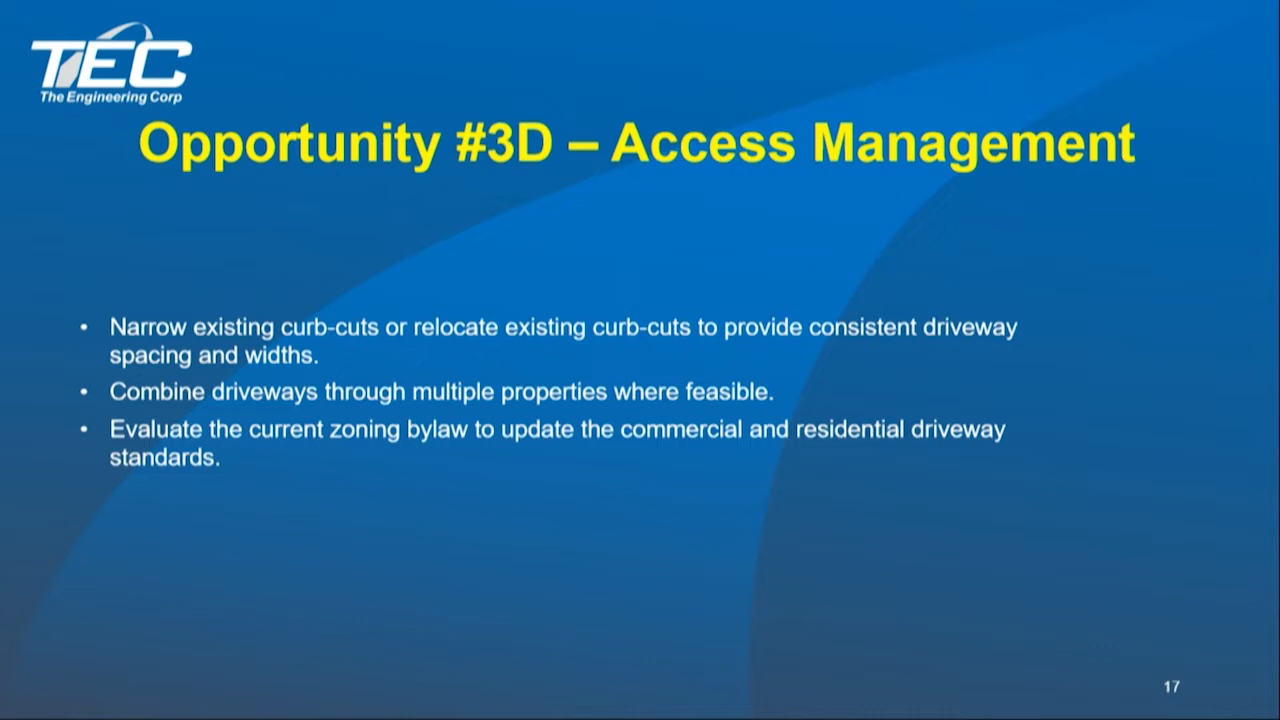 TEC
The Engineering Corp
Opportunity #3D – Access Management
• Narrow existing curb-cuts or relocate existing curb-cuts to provide consistent driveway
spacing and widths.
• Combine driveways through multiple properties where feasible.
• Evaluate the current zoning bylaw to update the commercial and residential driveway
standards.
17